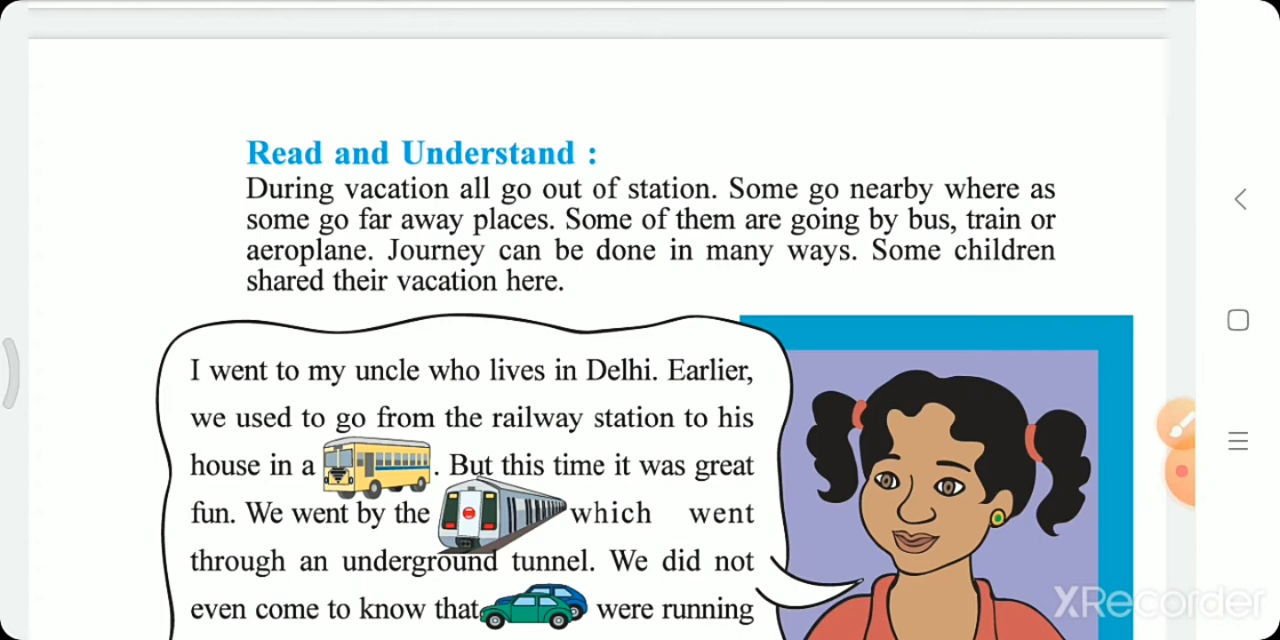 Read and Understand :
During vacation all go out of station. Some go nearby where as
some go far away places. Some of them are going by bus, train or
aeroplane. Journey can be done in many ways. Some children
shared their vacation here.
I went to my uncle who lives in Delhi. Earlier,
we used to go from the railway station to his
house in a . But this time it was great
fun. We went by the which went
through an underground tunnel. We did not
even come to know that were running
XRecorder